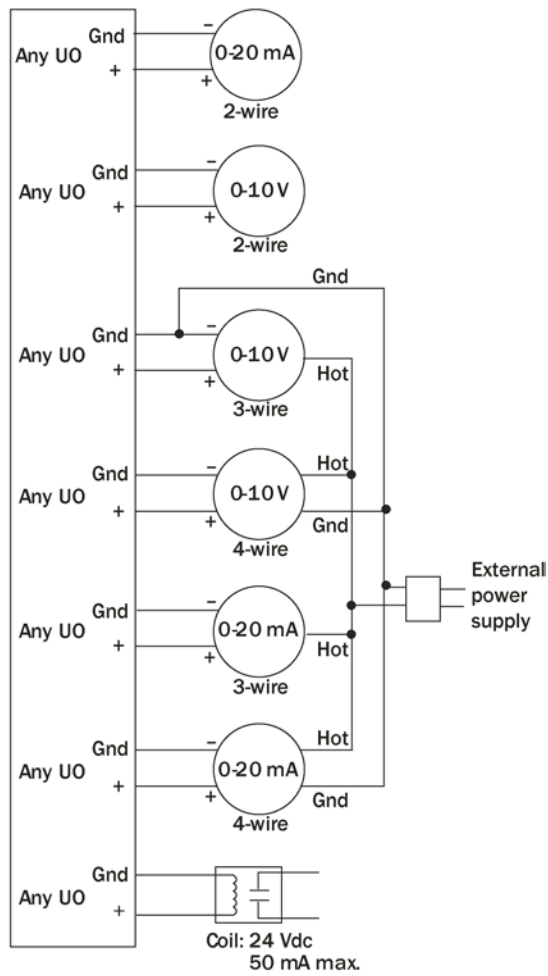 Gnd
Any UO
+
–
0-20 mA
+
2-wire
Gnd
Any UO
+
–
0-10 V
+
2-wire
Gnd
Gnd
Any UO
+
–
0-10 V
+
Hot
3-wire
Gnd
Any UO
+
–
0-10 V
+
Hot
Gnd
4-wire
External
power
supply
Gnd
Any UO
+
–
0-20 mA
+
Hot
3-wire
Gnd
Any UO
+
–
0-20 mA
+
Hot
Gnd
4-wire
Gnd
Any UO
+
Coil: 24 Vdc
50 mA max.